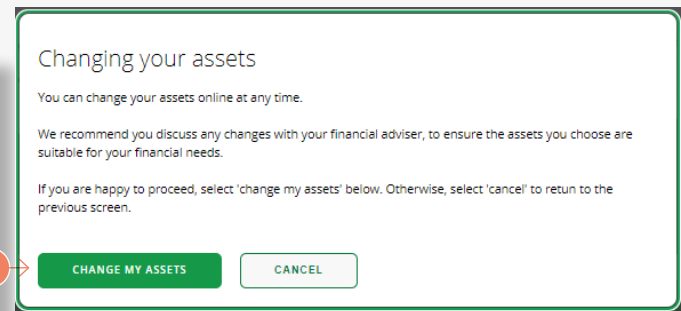 Changing your assets
You can change your assets online at any time.
We recommend you discuss any changes with your financial adviser, to ensure the assets you choose are
suitable for your financial needs.
If you are happy to proceed, select 'change my assets' below. Otherwise, select 'cancel' to retun to the
previous screen.
CHANGE MY ASSETS
CANCEL